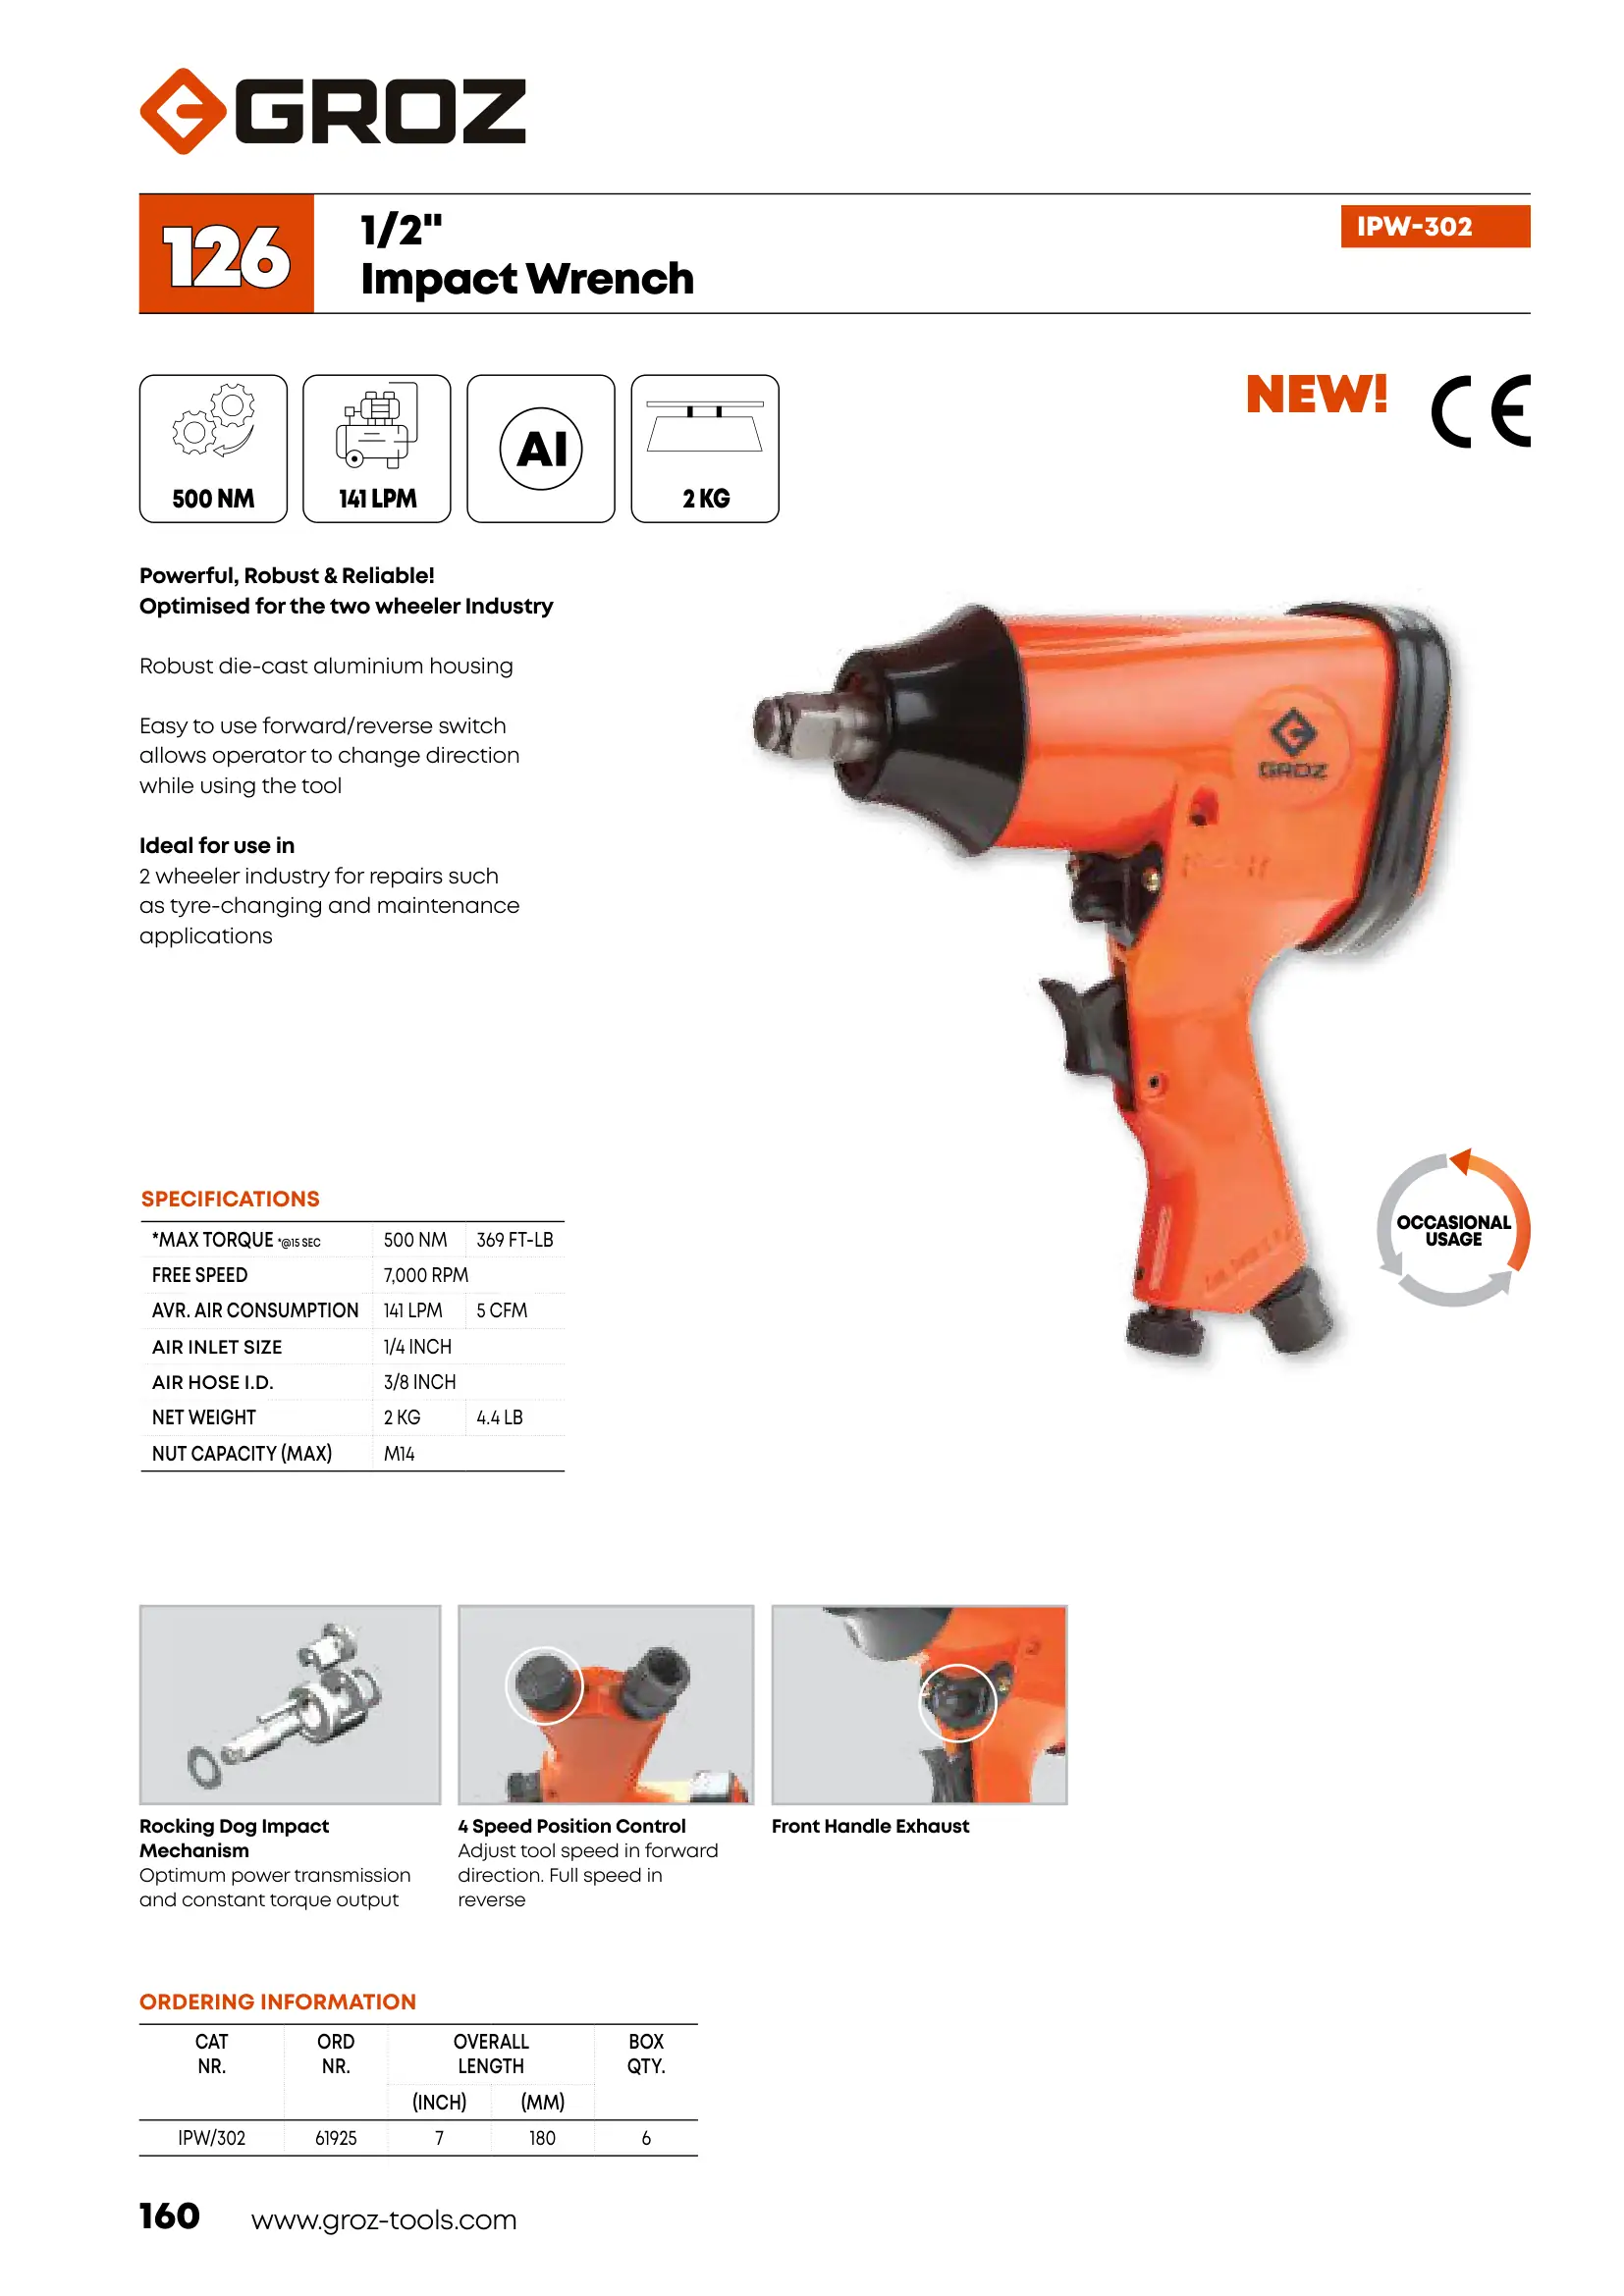 GROZ
126
1/2"
Impact Wrench
IPW-302
500 NM
141 LPM
Al
2 KG
NEW!
CE
Powerful, Robust & Reliable!
Optimised for the two wheeler Industry
Robust die-cast aluminium housing
Easy to use forward/reverse switch
allows operator to change direction
while using the tool
Ideal for use in
2 wheeler industry for repairs such
as tyre-changing and maintenance
applications
GROZ
OCCASIONAL
USAGE
SPECIFICATIONS
*MAX TORQUE *@15 SEC 500 NM 369 FT-LB
FREE SPEED 7,000 RPM
AVR. AIR CONSUMPTION 141 LPM 5 CFM
AIR INLET SIZE 1/4 INCH
AIR HOSE I.D. 3/8 INCH
NET WEIGHT 2 KG 4.4 LB
NUT CAPACITY (MAX) M14
Rocking Dog Impact
Mechanism
Optimum power transmission
and constant torque output
4 Speed Position Control
Adjust tool speed in forward
direction. Full speed in
reverse
Front Handle Exhaust
ORDERING INFORMATION
CAT ORD OVERALL BOX
NR. NR. LENGTH QTY.
(INCH) (MM)
IPW/302 61925 7 180 6
160 www.groz-tools.com